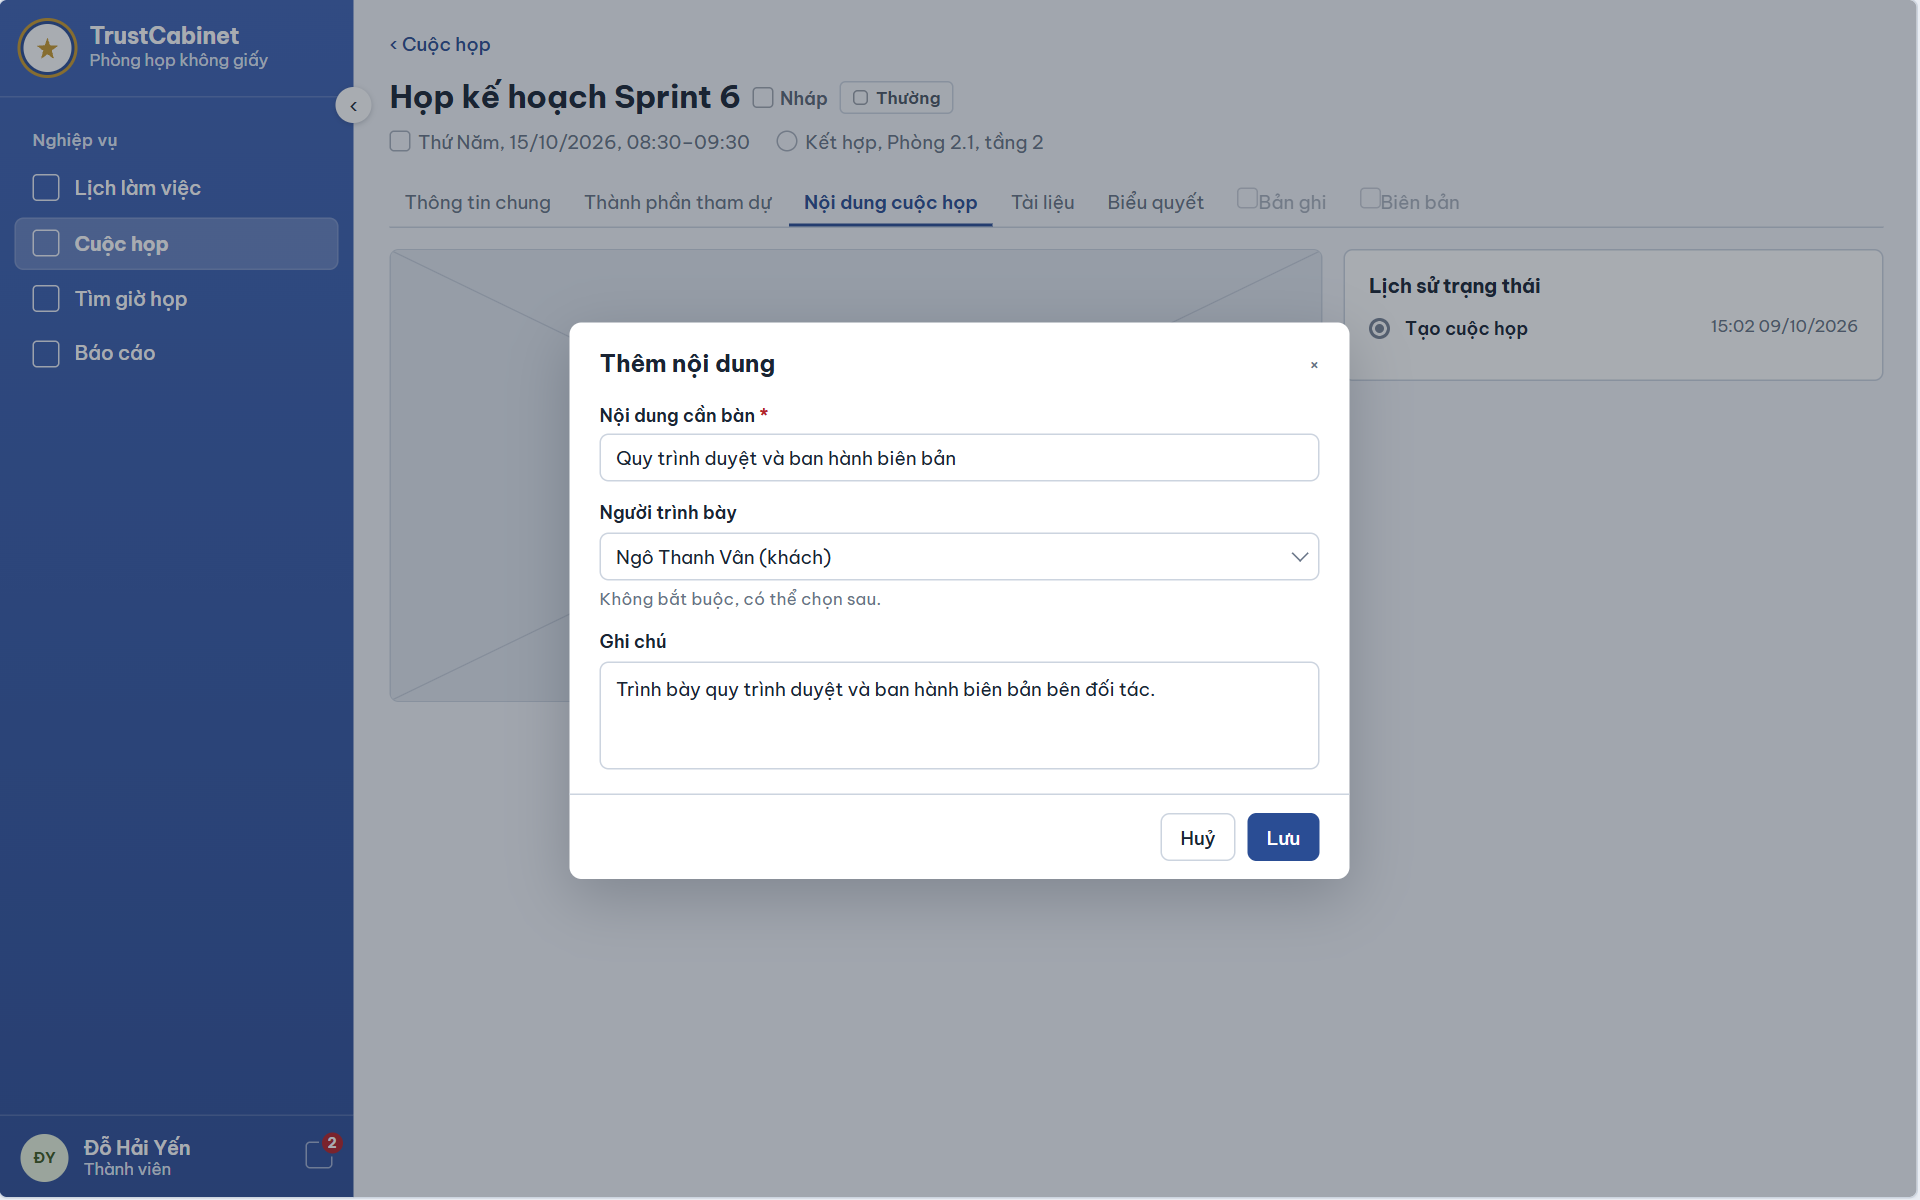 TrustCabinet
Phòng họp không giấy
Nghiệp vụ
Lịch làm việc
Cuộc họp
Tìm giờ họp
Báo cáo
ĐY
Đỗ Hải Yến
Thành viên
2
‹ Cuộc họp
Họp kế hoạch Sprint 6 Nháp Thường
Thứ Năm, 15/10/2026, 08:30–09:30 Kết hợp, Phòng 2.1, tầng 2
Thông tin chung Thành phần tham dự Nội dung cuộc họp Tài liệu Biểu quyết Bản ghi Biên bản
Lịch sử trạng thái
Tạo cuộc họp 15:02 09/10/2026
Thêm nội dung ×
Nội dung cần bàn *
Quy trình duyệt và ban hành biên bản
Người trình bày
Ngô Thanh Vân (khách)
Không bắt buộc, có thể chọn sau.
Ghi chú
Trình bày quy trình duyệt và ban hành biên bản bên đối tác.
Huỷ Lưu